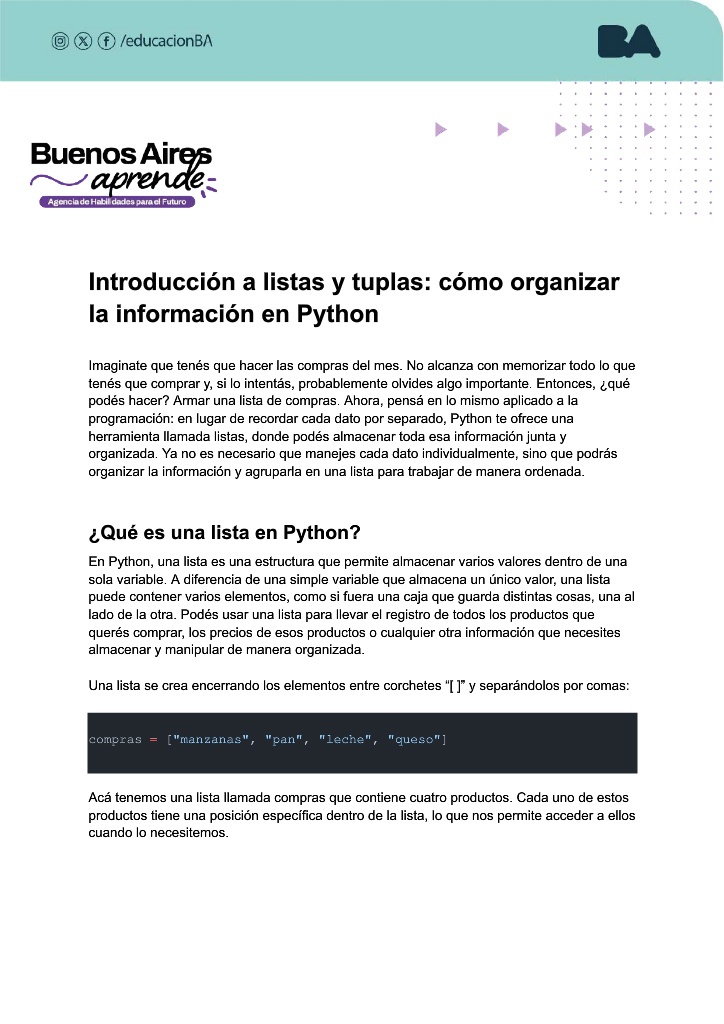 /educacionBA
BA
Buenos Aires
aprende
Agencia de Habilidades para el Futuro
Introducción a listas y tuplas: cómo organizar
la información en Python
Imaginate que tenés que hacer las compras del mes. No alcanza con memorizar todo lo que
tenés que comprar y, si lo intentás, probablemente olvides algo importante. Entonces, ¿qué
podés hacer? Armar una lista de compras. Ahora, pensá en lo mismo aplicado a la
programación: en lugar de recordar cada dato por separado, Python te ofrece una
herramienta llamada listas, donde podés almacenar toda esa información junta y
organizada. Ya no es necesario que manejes cada dato individualmente, sino que podrás
organizar la información y agruparla en una lista para trabajar de manera ordenada.
¿Qué es una lista en Python?
En Python, una lista es una estructura que permite almacenar varios valores dentro de una
sola variable. A diferencia de una simple variable que almacena un único valor, una lista
puede contener varios elementos, como si fuera una caja que guarda distintas cosas, una al
lado de la otra. Podés usar una lista para llevar el registro de todos los productos que
querés comprar, los precios de esos productos o cualquier otra información que necesites
almacenar y manipular de manera organizada.
Una lista se crea encerrando los elementos entre corchetes “[ ]” y separándolos por comas:
compras = ["manzanas", "pan", "leche", "queso"]
Acá tenemos una lista llamada compras que contiene cuatro productos. Cada uno de estos
productos tiene una posición específica dentro de la lista, lo que nos permite acceder a ellos
cuando lo necesitemos.